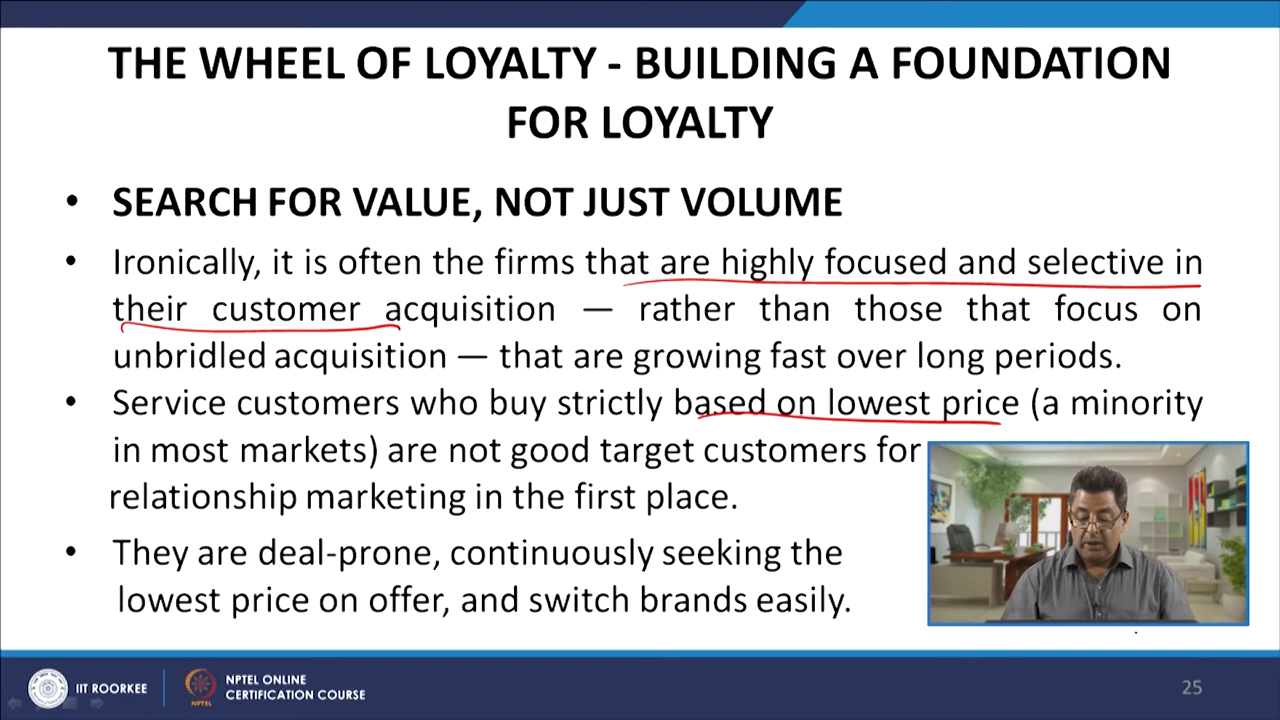 THE WHEEL OF LOYALTY - BUILDING A FOUNDATION
FOR LOYALTY
• SEARCH FOR VALUE, NOT JUST VOLUME
• Ironically, it is often the firms that are highly focused and selective in
their customer acquisition — rather than those that focus on
unbridled acquisition — that are growing fast over long periods.
• Service customers who buy strictly based on lowest price (a minority
in most markets) are not good target customers for
relationship marketing in the first place.
• They are deal-prone, continuously seeking the
lowest price on offer, and switch brands easily.
IIT ROORKEE
NPTEL
NPTEL ONLINE
CERTIFICATION COURSE
25